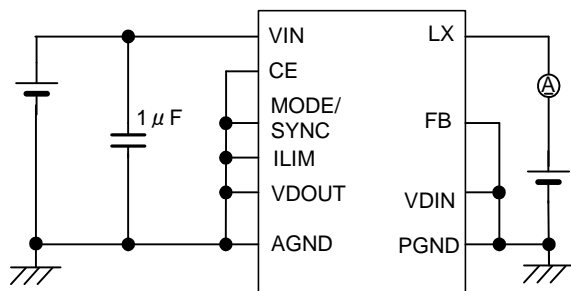 VIN
LX
CE
1μF
MODE/
SYNC
FB
ILIM
VDOUT
VDIN
AGND
PGND
A